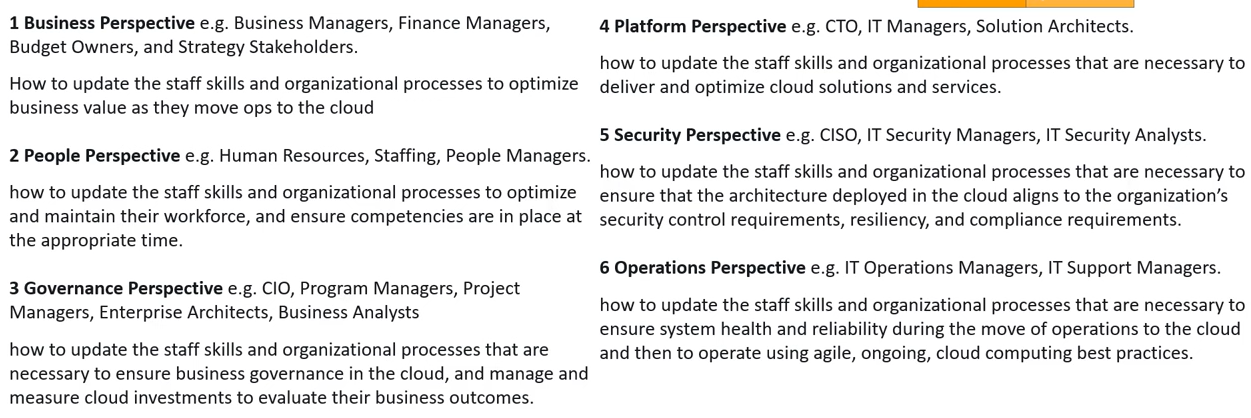 1 Business Perspective e.g. Business Managers, Finance Managers,
Budget Owners, and Strategy Stakeholders.
How to update the staff skills and organizational processes to optimize
business value as they move ops to the cloud
2 People Perspective e.g. Human Resources, Staffing, People Managers.
how to update the staff skills and organizational processes to optimize
and maintain their workforce, and ensure competencies are in place at
the appropriate time.
3 Governance Perspective e.g. CIO, Program Managers, Project
Managers, Enterprise Architects, Business Analysts
how to update the staff skills and organizational processes that are
necessary to ensure business governance in the cloud, and manage and
measure cloud investments to evaluate their business outcomes.
4 Platform Perspective e.g. CTO, IT Managers, Solution Architects.
how to update the staff skills and organizational processes that are necessary to
deliver and optimize cloud solutions and services.
5 Security Perspective e.g. CISO, IT Security Managers, IT Security Analysts.
how to update the staff skills and organizational processes that are necessary to
ensure that the architecture deployed in the cloud aligns to the organization’s
security control requirements, resiliency, and compliance requirements.
6 Operations Perspective e.g. IT Operations Managers, IT Support Managers.
how to update the staff skills and organizational processes that are necessary to
ensure system health and reliability during the move of operations to the cloud
and then to operate using agile, ongoing, cloud computing best practices.